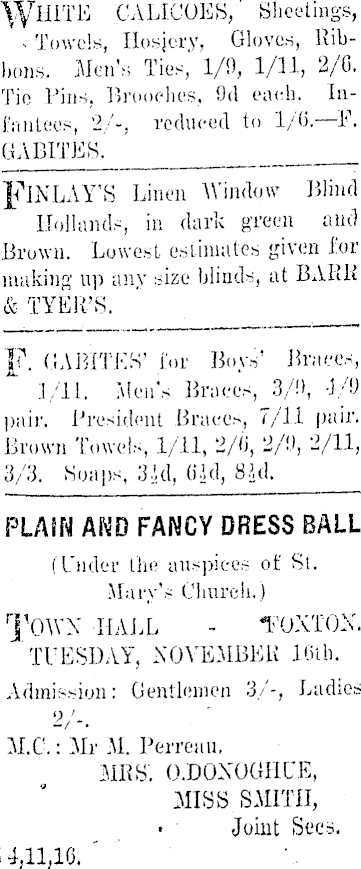 WHITE CALICOES, Sheetings,
Towels, Hosiery, Gloves, Rib-
bons. Men's Ties, 1/9, 1/11, 2/6.
Tie Pins, Brooches, 9d each. In-
fantees, 2/-, reduced to 1/6.—F.
GABITES.
FINLAY'S Linen Window Blind
Hollands, in dark green and
Brown. Lowest estimates given for
making up any size blinds, at BARR
& TYER'S.
F. GABITES' for Boys' Braces,
1/11. Men's Braces, 3/9, 4/9
pair. President Braces, 7/11 pair.
Brown Towels, 1/11, 2/6, 2/9, 2/11,
3/3. Soaps, 3½d, 6½d, 8½d.
PLAIN AND FANCY DRESS BALL
(Under the auspices of St.
Mary's Church.)
TOWN HALL - FOXTON.
TUESDAY, NOVEMBER 16th.
Admission: Gentlemen 3/-, Ladies
2/-.
M.C.: Mr M. Perreau.
MRS. O.DONOGHUE,
MISS SMITH,
Joint Secs.
4,11,16.